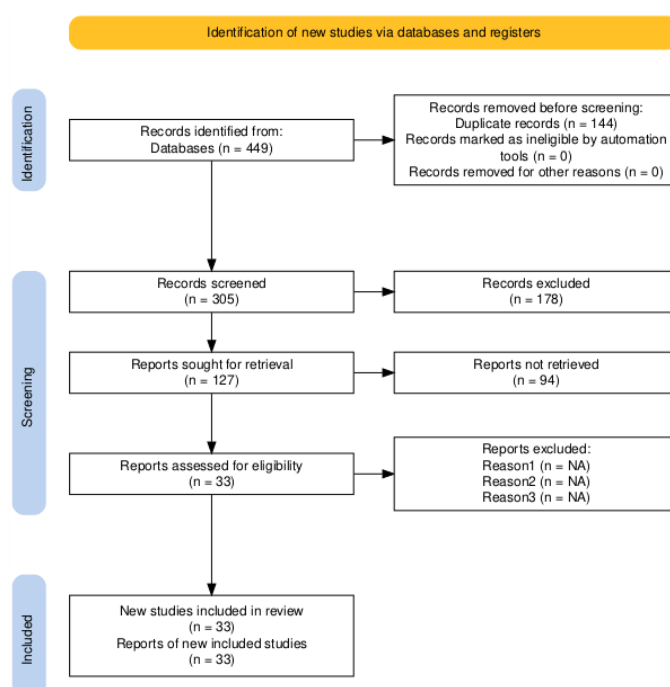 Identification of new studies via databases and registers
Identification
Records identified from:
Databases (n = 449)
Records removed before screening:
Duplicate records (n = 144)
Records marked as ineligible by automation
tools (n = 0)
Records removed for other reasons (n = 0)
Screening
Records screened
(n = 305)
Records excluded
(n = 178)
Reports sought for retrieval
(n = 127)
Reports not retrieved
(n = 94)
Reports assessed for eligibility
(n = 33)
Reports excluded:
Reason1 (n = NA)
Reason2 (n = NA)
Reason3 (n = NA)
Included
New studies included in review
(n = 33)
Reports of new included studies
(n = 33)